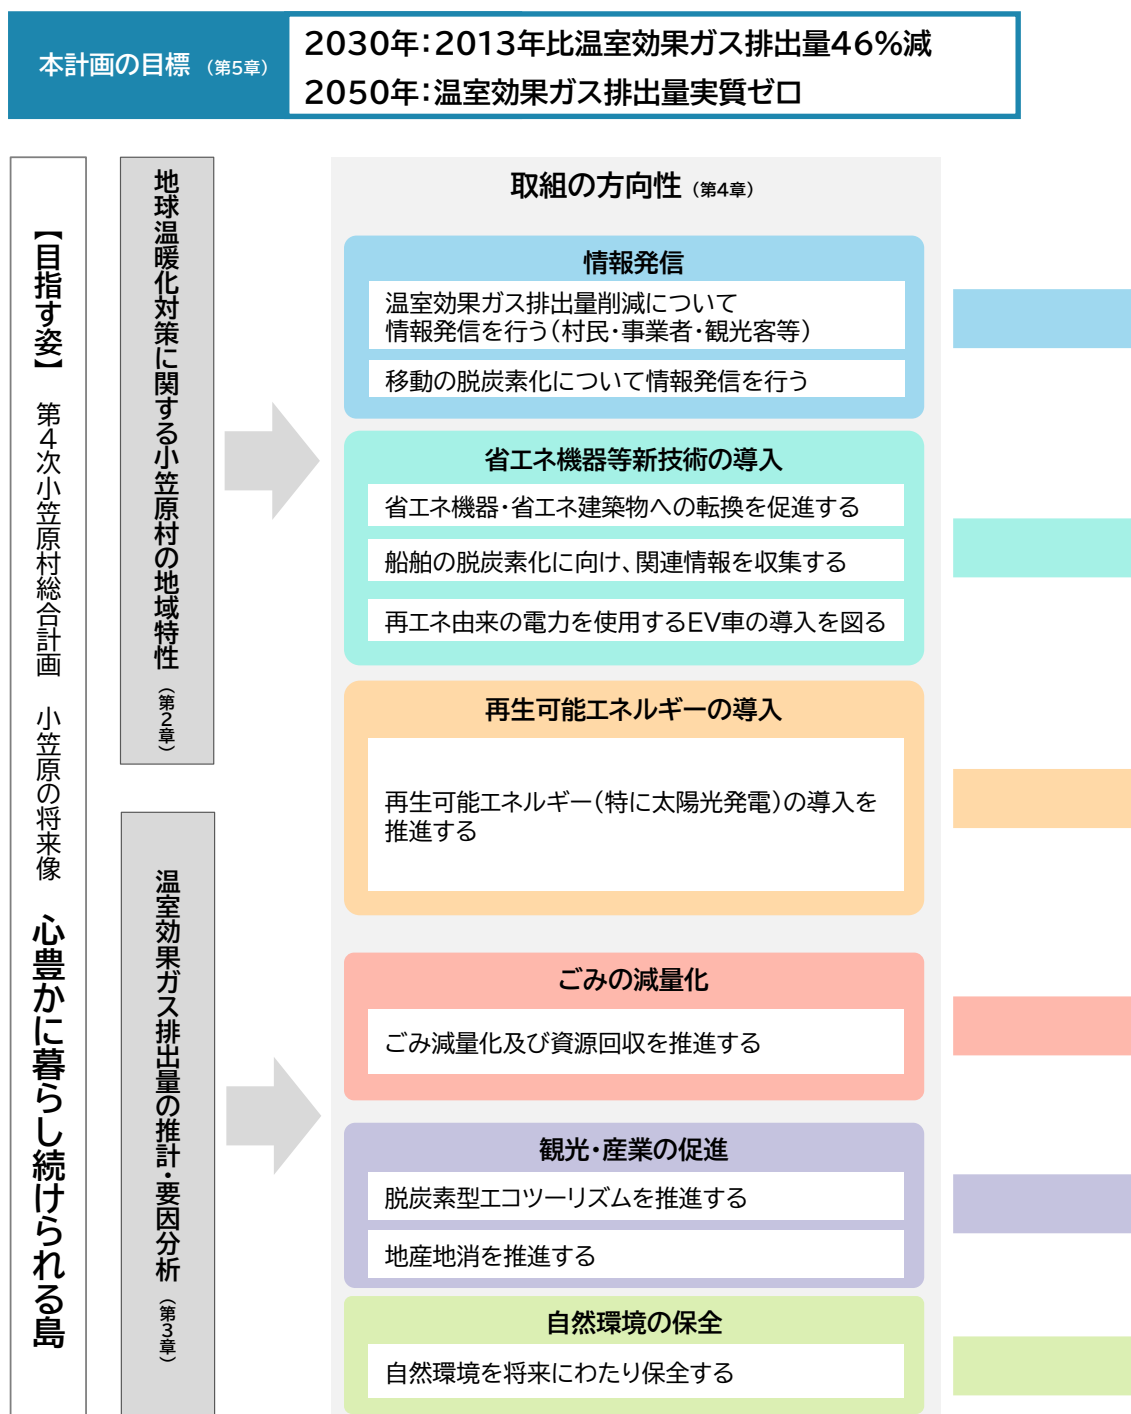 本計画の目標 (第5章)
2030年：2013年比温室効果ガス排出量46%減
2050年：温室効果ガス排出量実質ゼロ
【目指す姿】 第４次小笠原村総合計画 小笠原の将来像 心豊かに暮らし続けられる島
地球温暖化対策に関する小笠原村の地域特性 (第２章)
温室効果ガス排出量の推計・要因分析 (第３章)
取組の方向性 (第4章)
情報発信
温室効果ガス排出量削減について
情報発信を行う(村民・事業者・観光客等)
移動の脱炭素化について情報発信を行う
省エネ機器等新技術の導入
省エネ機器・省エネ建築物への転換を促進する
船舶の脱炭素化に向け、関連情報を収集する
再エネ由来の電力を使用するEV車の導入を図る
再生可能エネルギーの導入
再生可能エネルギー(特に太陽光発電)の導入を
推進する
ごみの減量化
ごみ減量化及び資源回収を推進する
観光・産業の促進
脱炭素型エコツーリズムを推進する
地産地消を推進する
自然環境の保全
自然環境を将来にわたり保全する